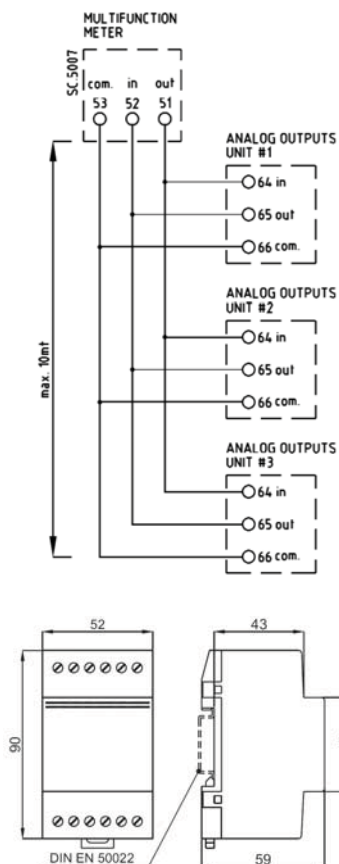 MULTIFUNCTION
METER
SC.5007
com. in out
53 52 51
ANALOG OUTPUTS
UNIT #1
64 in
65 out
66 com.
max. 10mt
ANALOG OUTPUTS
UNIT #2
64 in
65 out
66 com.
ANALOG OUTPUTS
UNIT #3
64 in
65 out
66 com.
52
43
90
DIN EN 50022
59